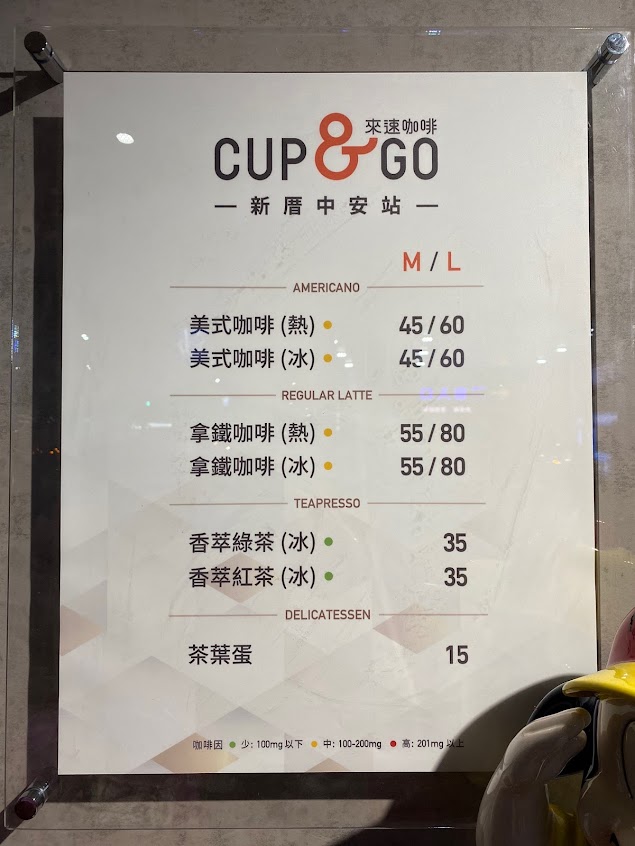 來速咖啡
CUP & GO
— 新厝中安站 —
M / L
AMERICANO
美式咖啡 (熱) ● 45 / 60
美式咖啡 (冰) ● 45 / 60
REGULAR LATTE
拿鐵咖啡 (熱) ● 55 / 80
拿鐵咖啡 (冰) ● 55 / 80
TEAPRESSO
香萃綠茶 (冰) ● 35
香萃紅茶 (冰) ● 35
DELICATESSEN
茶葉蛋 15
咖啡因 ● 少: 100mg 以下 ● 中: 100-200mg ● 高: 201mg 以上